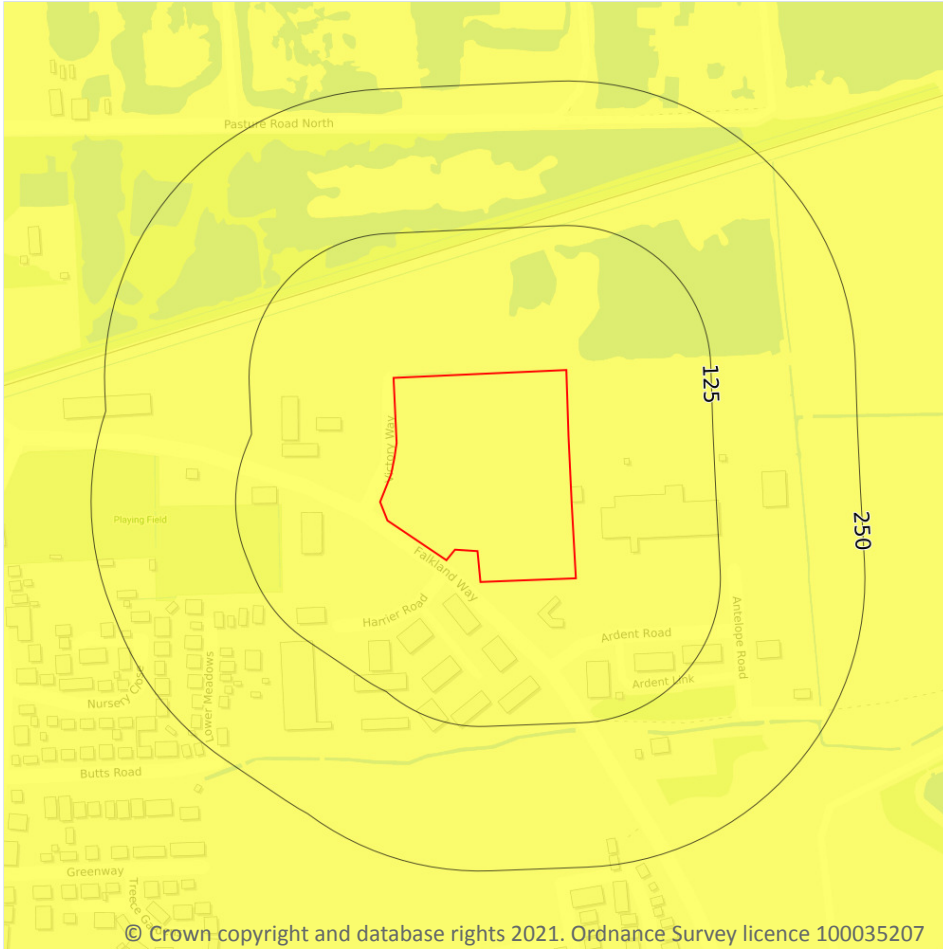 Pasture Road North
125
Victory Way
Playing Field
250
Falkland Way
Harrier Road
Ardent Road
Antelope Road
Ardent Link
Lower Meadows
Nursery Close
Butts Road
Greenway
© Crown copyright and database rights 2021. Ordnance Survey licence 100035207